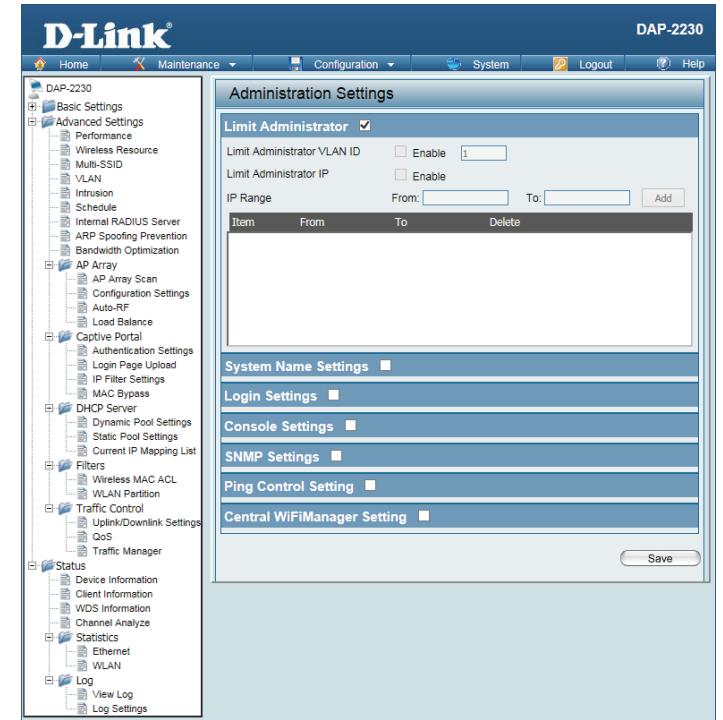 D-Link®
DAP-2230
Home Maintenance Configuration System Logout Help
DAP-2230
Basic Settings
Advanced Settings
Performance
Wireless Resource
Multi-SSID
VLAN
Intrusion
Schedule
Internal RADIUS Server
ARP Spoofing Prevention
Bandwidth Optimization
AP Array
AP Array Scan
Configuration Settings
Auto-RF
Load Balance
Captive Portal
Authentication Settings
Login Page Upload
IP Filter Settings
MAC Bypass
DHCP Server
Dynamic Pool Settings
Static Pool Settings
Current IP Mapping List
Filters
Wireless MAC ACL
WLAN Partition
Traffic Control
Uplink/Downlink Settings
QoS
Traffic Manager
Status
Device Information
Client Information
WDS Information
Channel Analyze
Statistics
Ethernet
WLAN
Log
View Log
Log Settings
Administration Settings
Limit Administrator
Limit Administrator VLAN ID Enable 1
Limit Administrator IP Enable
IP Range From: To: Add
Item From To Delete
System Name Settings
Login Settings
Console Settings
SNMP Settings
Ping Control Setting
Central WiFiManager Setting
Save